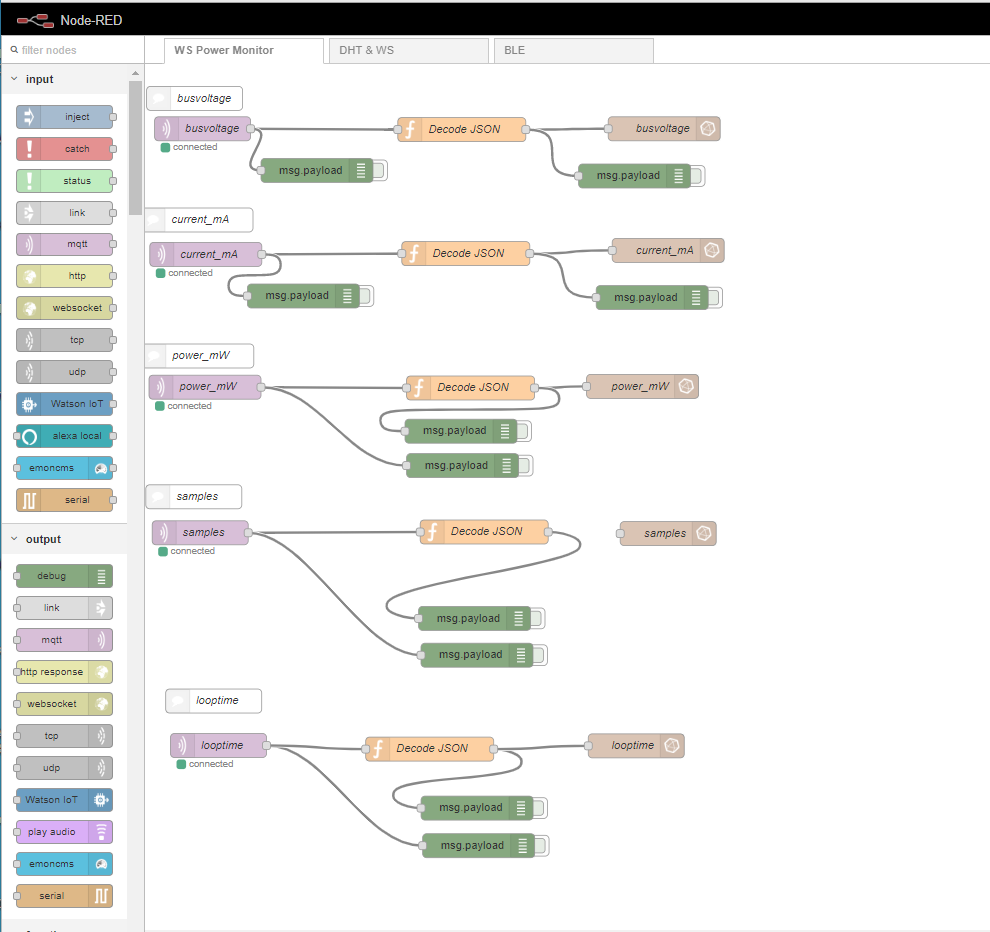 Node-RED
filter nodes
WS Power Monitor
DHT & WS
BLE
input
inject
catch
status
link
mqtt
http
websocket
tcp
udp
Watson IoT
alexa local
emoncms
serial
output
debug
link
mqtt
http response
websocket
tcp
udp
Watson IoT
play audio
emoncms
serial
busvoltage
busvoltage
connected
msg.payload
Decode JSON
busvoltage
msg.payload
current_mA
current_mA
connected
msg.payload
Decode JSON
current_mA
msg.payload
power_mW
power_mW
connected
Decode JSON
power_mW
msg.payload
msg.payload
samples
samples
connected
Decode JSON
samples
msg.payload
msg.payload
looptime
looptime
connected
Decode JSON
looptime
msg.payload
msg.payload